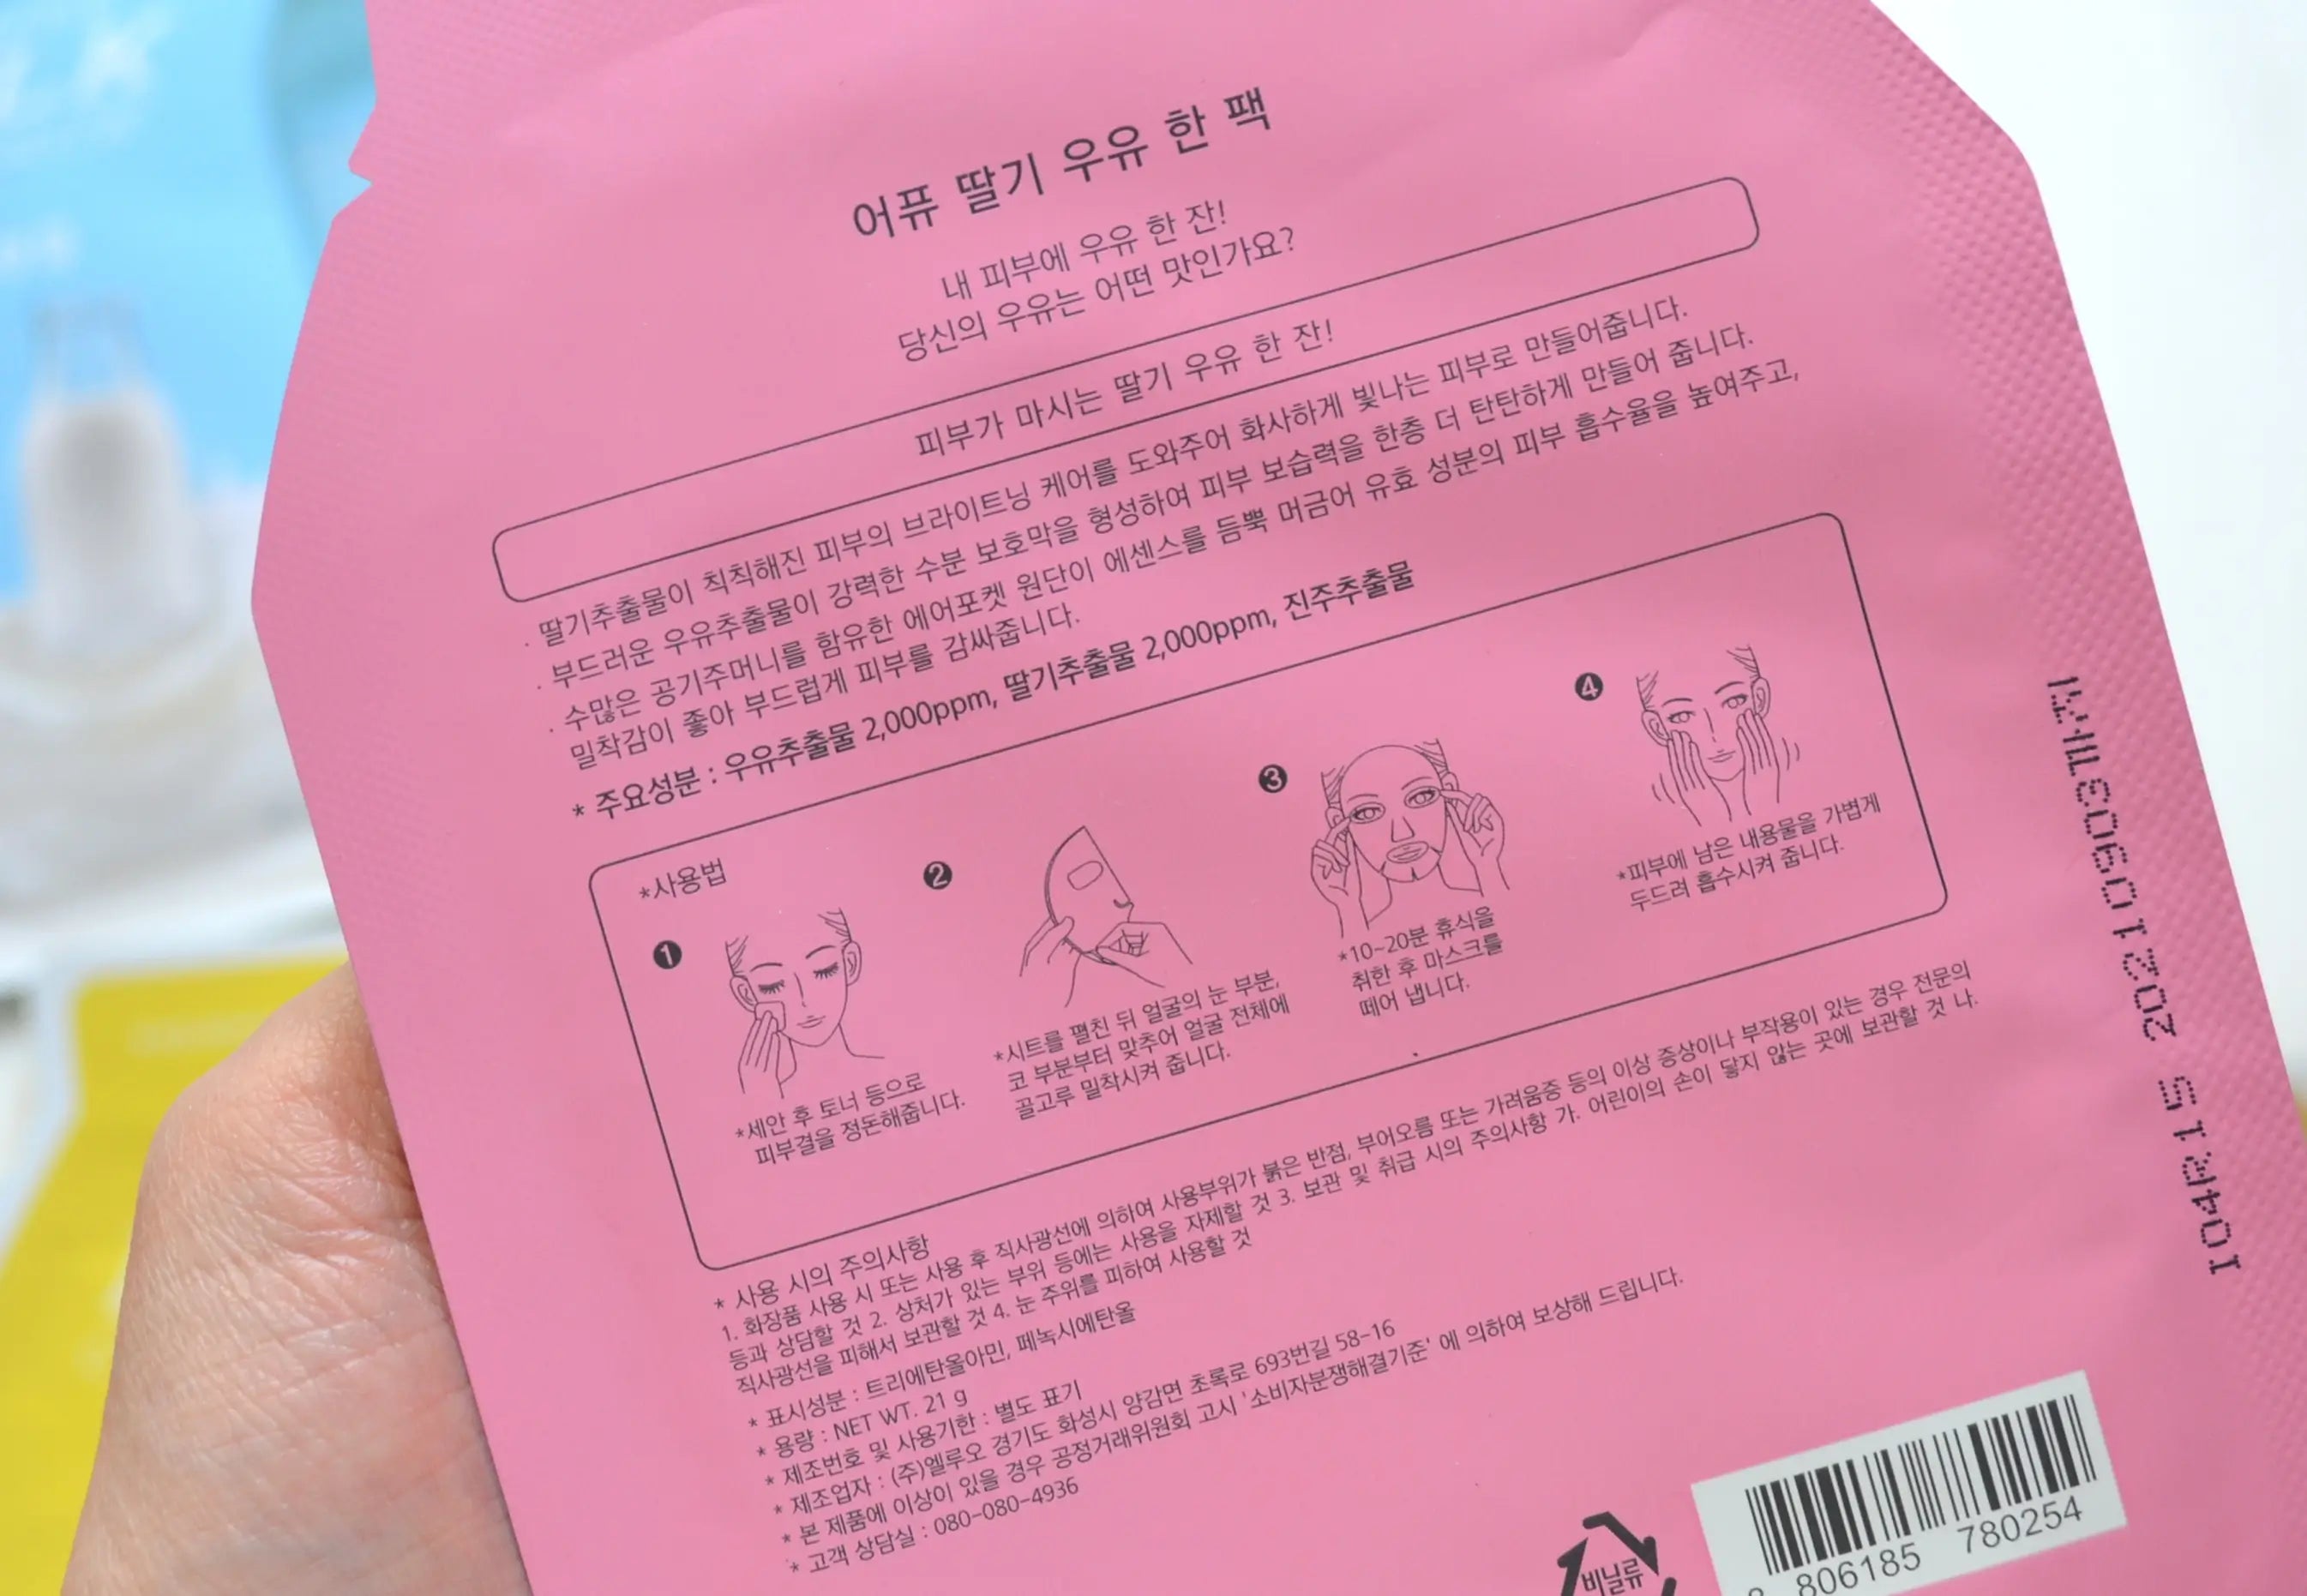 어퓨 딸기 우유 한 팩
내 피부에 우유 한 잔!
당신의 우유는 어떤 맛인가요?
피부가 마시는 딸기 우유 한 잔!
· 딸기추출물이 칙칙해진 피부의 브라이트닝 케어를 도와주어 화사하게 빛나는 피부로 만들어줍니다.
· 부드러운 우유추출물이 강력한 수분 보호막을 형성하여 피부 보습력을 한층 더 탄탄하게 만들어 줍니다.
· 수많은 공기주머니를 함유한 에어포켓 원단이 에센스를 듬뿍 머금어 유효 성분의 피부 흡수율을 높여주고,
밀착감이 좋아 부드럽게 피부를 감싸줍니다.
* 주요성분 : 우유추출물 2,000ppm, 딸기추출물 2,000ppm, 진주추출물
*사용법
1
*세안 후 토너 등으로
피부결을 정돈해줍니다.
2
*시트를 펼친 뒤 얼굴의 눈 부분,
코 부분부터 맞추어 얼굴 전체에
골고루 밀착시켜 줍니다.
3
*10~20분 휴식을
취한 후 마스크를
떼어 냅니다.
4
*피부에 남은 내용물을 가볍게
두드려 흡수시켜 줍니다.
* 사용 시의 주의사항
1. 화장품 사용 시 또는 사용 후 직사광선에 의하여 사용부위가 붉은 반점, 부어오름 또는 가려움증 등의 이상 증상이나 부작용이 있는 경우 전문의
등과 상담할 것 2. 상처가 있는 부위 등에는 사용을 자제할 것 3. 보관 및 취급 시의 주의사항 가. 어린이의 손이 닿지 않는 곳에 보관할 것 나.
직사광선을 피해서 보관할 것 4. 눈 주위를 피하여 사용할 것
* 표시성분 : 트리에탄올아민, 페녹시에탄올
* 용량 : NET WT. 21 g
* 제조번호 및 사용기한 : 별도 표기
* 제조업자 : (주)엘루오 경기도 화성시 양감면 초록로 693번길 58-16
* 본 제품에 이상이 있을 경우 공정거래위원회 고시 '소비자분쟁해결기준' 에 의하여 보상해 드립니다.
* 고객 상담실 : 080-080-4936
비닐류
806185 780254
20210903